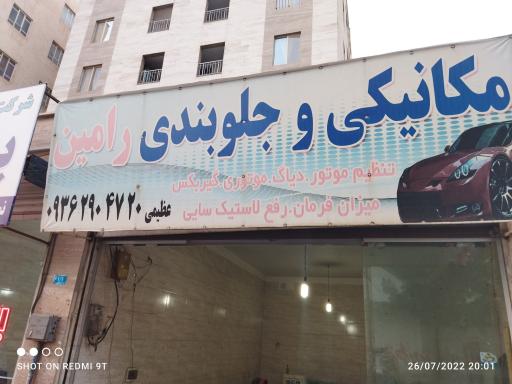 مکانیکی و جلوبندی رامین
تنظیم موتور.دیاگ.موتوری.گیربکس
میزان فرمان.رفع لاستیک سایی
عظیمی ۰۹۳۶۲۹۰۴۷۲۰
شرکت
SHOT ON REDMI 9T
26/07/2022 20:01